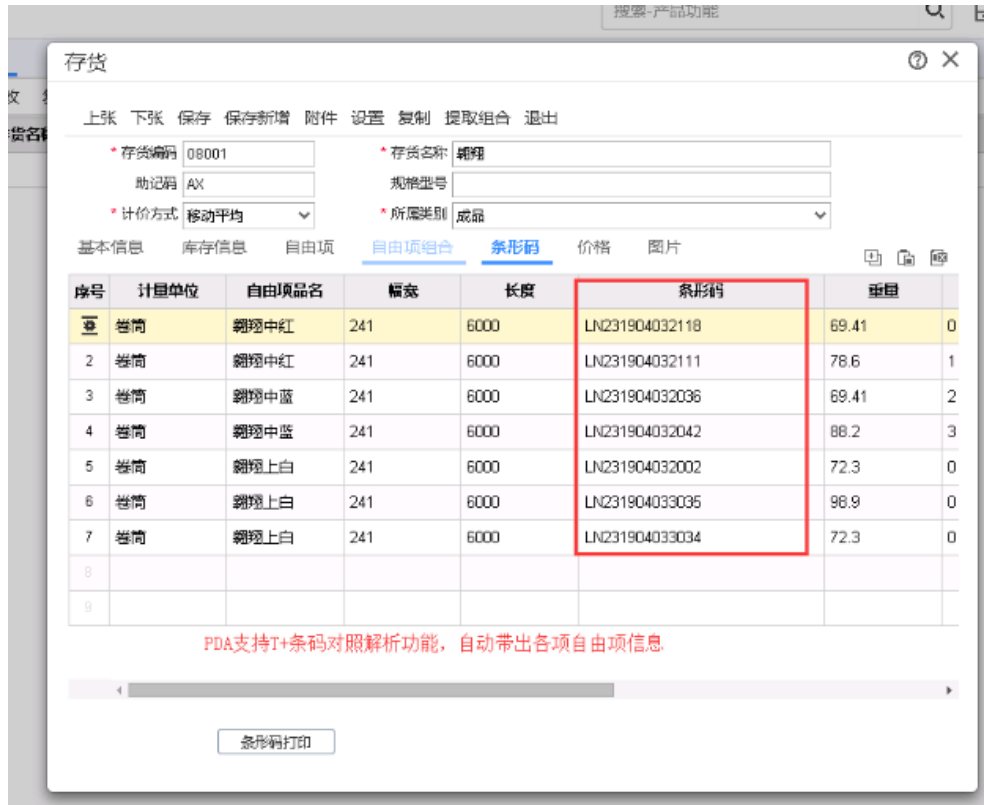 搜索-产品功能
存货
上张 下张 保存 保存新增 附件 设置 复制 提取组合 退出
* 存货编码 08001 * 存货名称 翱翔
助记码 AX 规格型号
* 计价方式 移动平均 * 所属类别 成品
基本信息 库存信息 自由项 自由项组合 条形码 价格 图片
序号 计量单位 自由项品名 幅宽 长度 条形码 重量
卷筒 翱翔中红 241 6000 LN231904032118 69.41 0
2 卷筒 翱翔中红 241 6000 LN231904032111 78.6 1
3 卷筒 翱翔中蓝 241 6000 LN231904032036 69.41 2
4 卷筒 翱翔中蓝 241 6000 LN231904032042 88.2 3
5 卷筒 翱翔上白 241 6000 LN231904032002 72.3 0
6 卷筒 翱翔上白 241 6000 LN231904033035 98.9 0
7 卷筒 翱翔上白 241 6000 LN231904033034 72.3 0
8
9
PDA支持T+条码对照解析功能，自动带出各项自由项信息
条形码打印